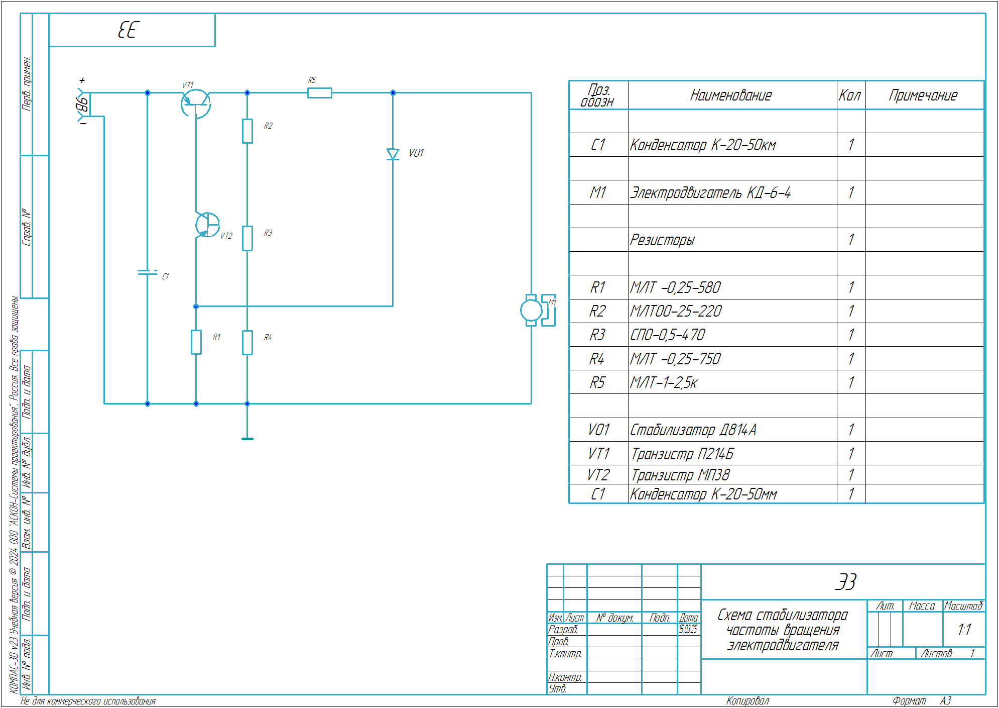 ЭЗ
Перв. примен.
Справ. №
Подп. и дата
Инв. № дубл.
Взам. инв. №
Подп. и дата
Инв. № подл.
КОМПАС-3D v23 Учебная версия © 2024 ООО "АСКОН-Системы проектирования", Россия. Все права защищены.
+
9В
−
VT1
R5
R2
VO1
R3
VT2
C1
M1
R1
R4
Поз. обозн Наименование Кол Примечание
C1 Конденсатор К-20-50км 1
M1 Электродвигатель КД-6-4 1
Резисторы 1
R1 МЛТ -0,25-580 1
R2 МЛТ00-25-220 1
R3 СПО-0,5-470 1
R4 МЛТ -0,25-750 1
R5 МЛТ-1-2,5к 1
VO1 Стабилизатор Д814А 1
VT1 Транзистр П214Б 1
VT2 Транзистр МП38 1
C1 Конденсатор К-20-50мм 1
ЭЗ
Изм. Лист № докум. Подп. Дата
Разраб. 15.03.25
Пров.
Т.контр.
Н.контр.
Утв.
Схема стабилизатора
частоты вращения
электродвигателя
Лит. Масса Масштаб
1:1
Лист Листов 1
Не для коммерческого использования
Копировал
Формат А3